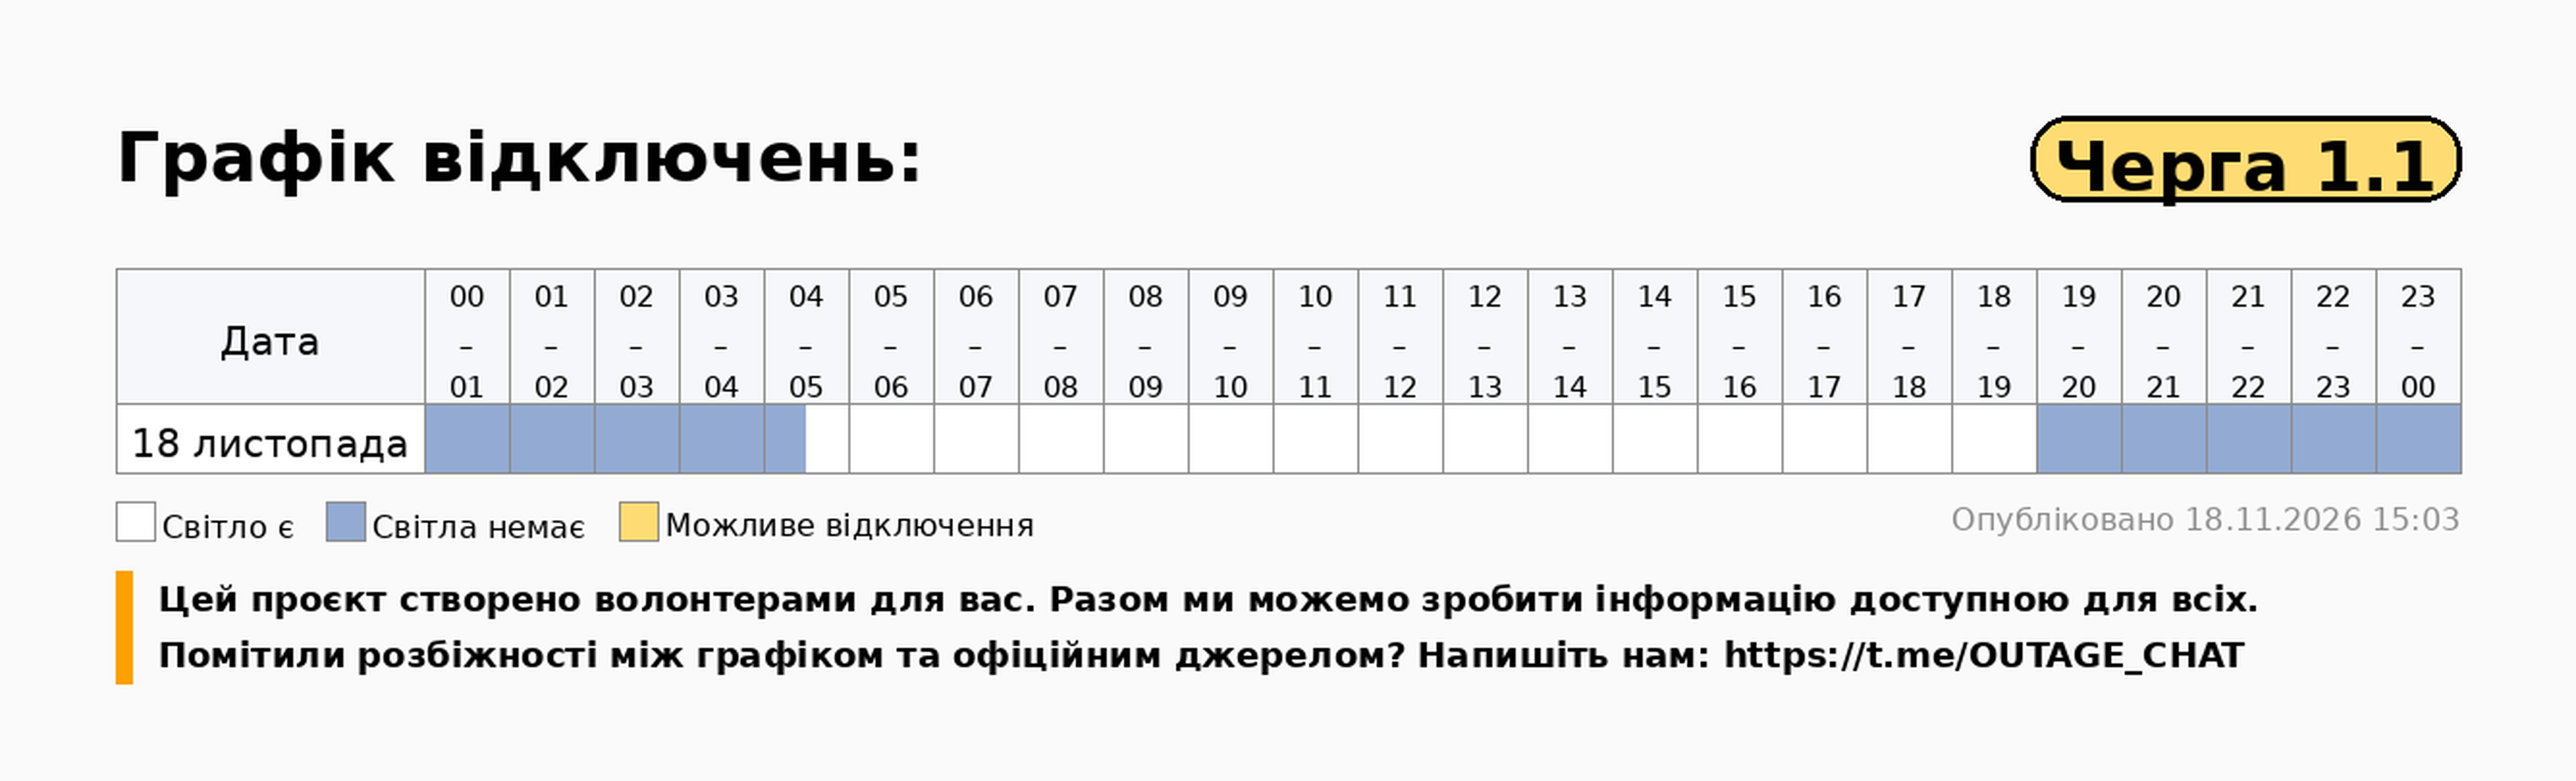 Графік відключень:
Черга 1.1
Дата
00 – 01
01 – 02
02 – 03
03 – 04
04 – 05
05 – 06
06 – 07
07 – 08
08 – 09
09 – 10
10 – 11
11 – 12
12 – 13
13 – 14
14 – 15
15 – 16
16 – 17
17 – 18
18 – 19
19 – 20
20 – 21
21 – 22
22 – 23
23 – 00
18 листопада
Світло є
Світла немає
Можливе відключення
Опубліковано 18.11.2026 15:03
Цей проєкт створено волонтерами для вас. Разом ми можемо зробити інформацію доступною для всіх.
Помітили розбіжності між графіком та офіційним джерелом? Напишіть нам: https://t.me/OUTAGE_CHAT